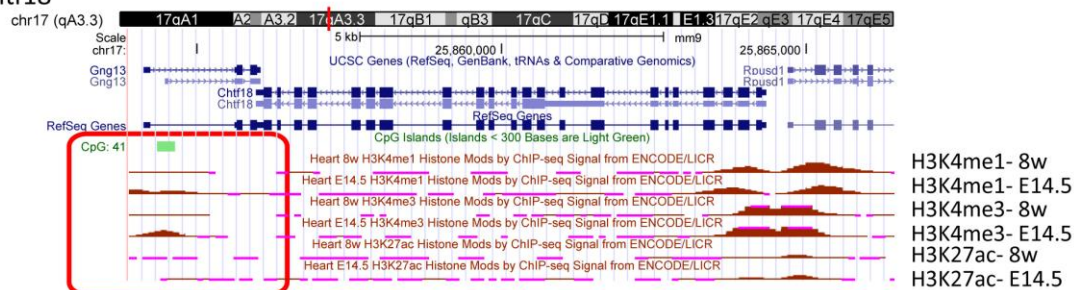 chr17 (qA3.3) 17qA1 A2 A3.2 17qA3.3 17qB1 qB3 17qC 17qD 17qE1.1 E1.3 17qE2 qE3 17qE4 17qE5
Scale 5 kb mm9
chr17: 25,860,000 25,865,000
UCSC Genes (RefSeq, GenBank, tRNAs & Comparative Genomics)
Gng13 Rpusd1
Gng13 Rpusd1
Chtf18
Chtf18
RefSeq Genes
RefSeq Genes
CpG Islands (Islands < 300 Bases are Light Green)
CpG: 41
Heart 8w H3K4me1 Histone Mods by ChIP-seq Signal from ENCODE/LICR H3K4me1- 8w
Heart E14.5 H3K4me1 Histone Mods by ChIP-seq Signal from ENCODE/LICR H3K4me1- E14.5
Heart 8w H3K4me3 Histone Mods by ChIP-seq Signal from ENCODE/LICR H3K4me3- 8w
Heart E14.5 H3K4me3 Histone Mods by ChIP-seq Signal from ENCODE/LICR H3K4me3- E14.5
Heart 8w H3K27ac Histone Mods by ChIP-seq Signal from ENCODE/LICR H3K27ac- 8w
Heart E14.5 H3K27ac Histone Mods by ChIP-seq Signal from ENCODE/LICR H3K27ac- E14.5